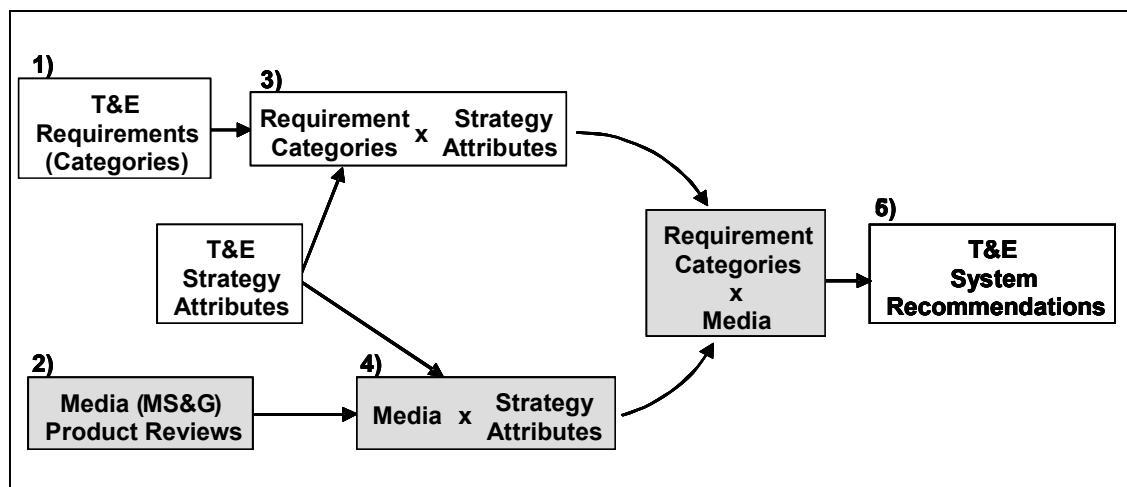 1)
T&E
Requirements
(Categories)
3)
Requirement Categories x Strategy Attributes
T&E
Strategy
Attributes
2)
Media (MS&G)
Product Reviews
4)
Media x Strategy Attributes
Requirement
Categories
x
Media
5)
T&E
System
Recommendations